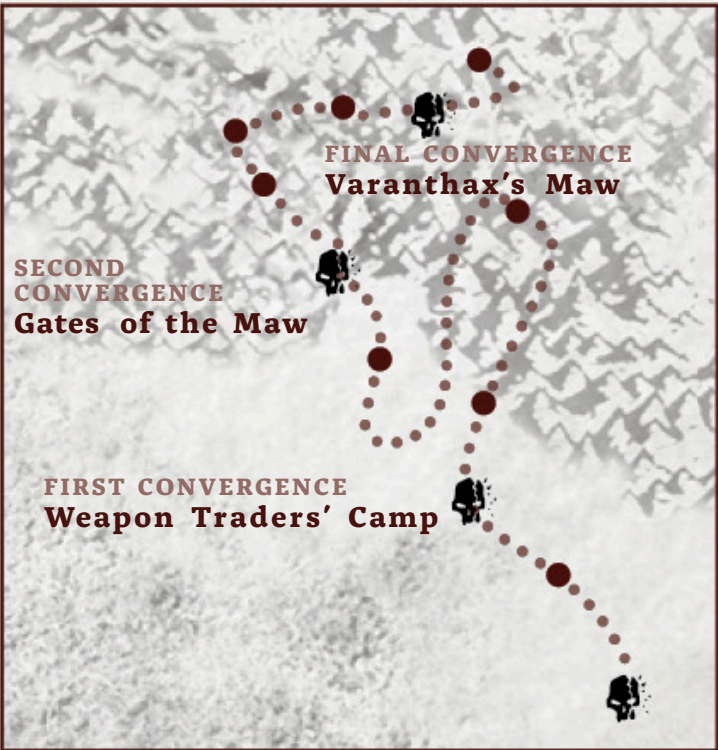 FINAL CONVERGENCE
Varanthax's Maw
SECOND
CONVERGENCE
Gates of the Maw
FIRST CONVERGENCE
Weapon Traders' Camp